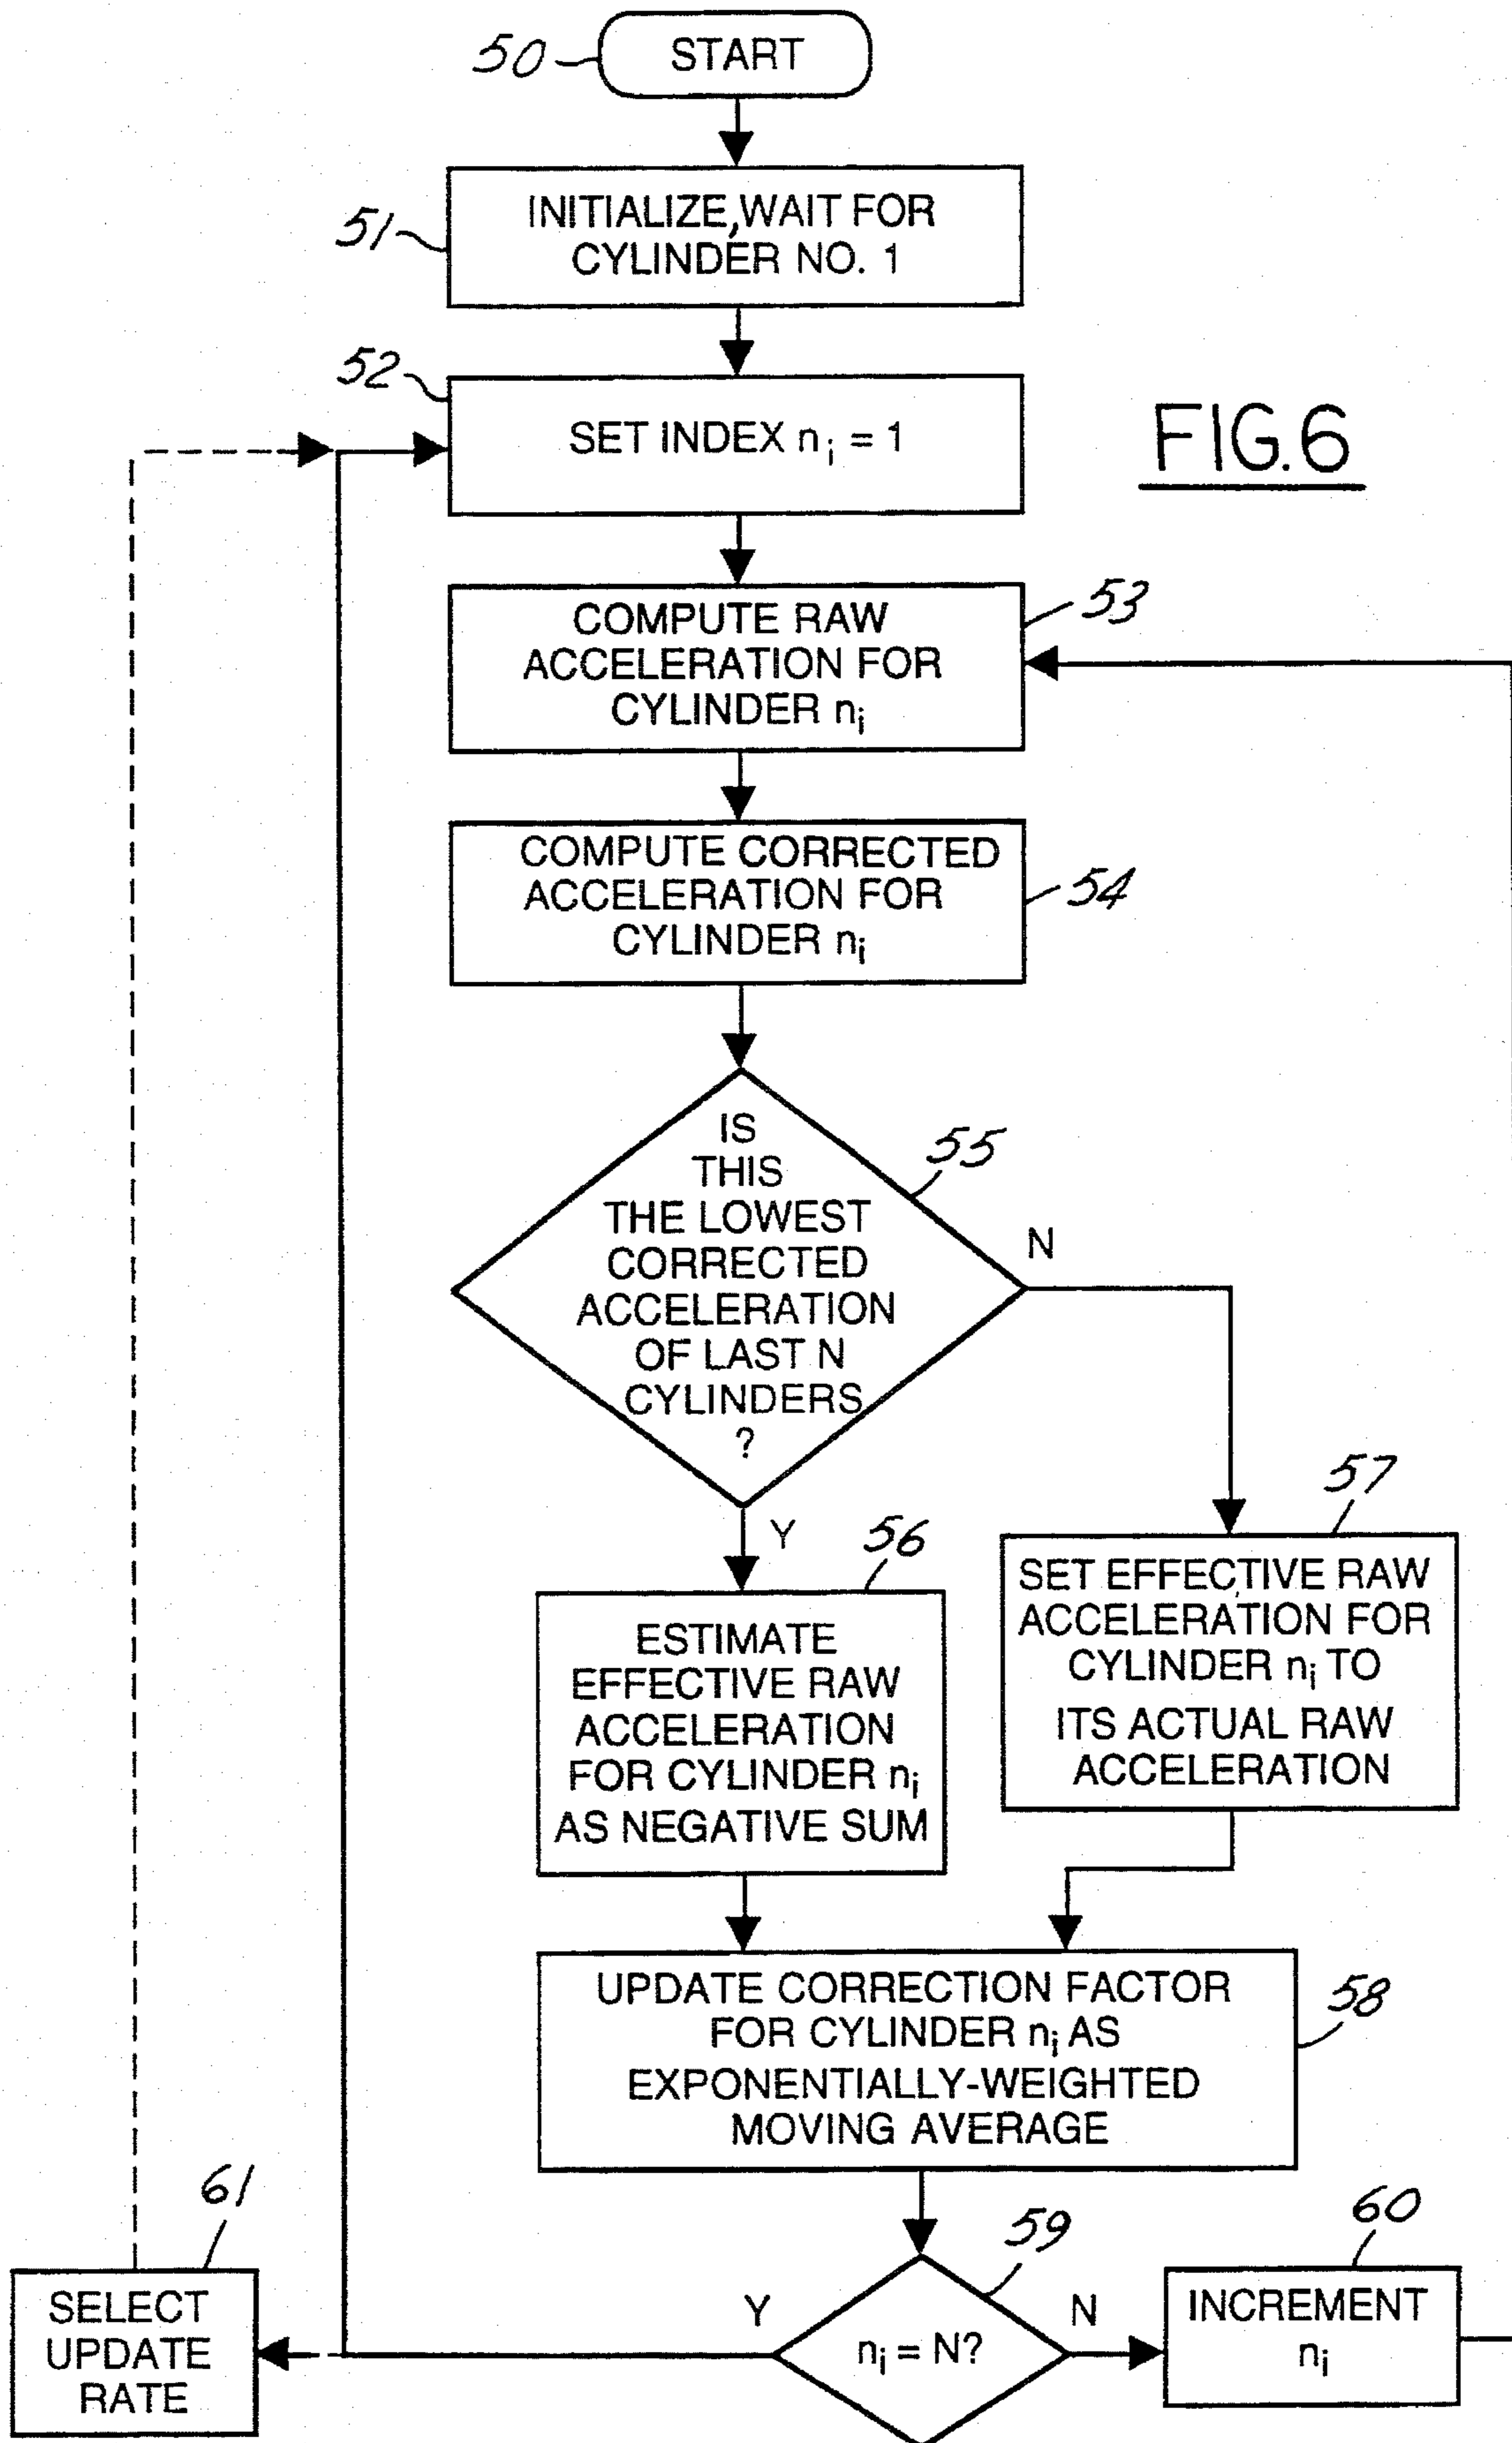 50
START
51
INITIALIZE,WAIT FOR
CYLINDER NO. 1
52
SET INDEX nᵢ = 1
FIG.6
53
COMPUTE RAW
ACCELERATION FOR
CYLINDER nᵢ
54
COMPUTE CORRECTED
ACCELERATION FOR
CYLINDER nᵢ
55
IS
THIS
THE LOWEST
CORRECTED
ACCELERATION
OF LAST N
CYLINDERS
?
N
Y
56
ESTIMATE
EFFECTIVE RAW
ACCELERATION
FOR CYLINDER nᵢ
AS NEGATIVE SUM
57
SET EFFECTIVE RAW
ACCELERATION FOR
CYLINDER nᵢ TO
ITS ACTUAL RAW
ACCELERATION
58
UPDATE CORRECTION FACTOR
FOR CYLINDER nᵢ AS
EXPONENTIALLY-WEIGHTED
MOVING AVERAGE
59
nᵢ = N?
Y
N
60
INCREMENT
nᵢ
61
SELECT
UPDATE
RATE